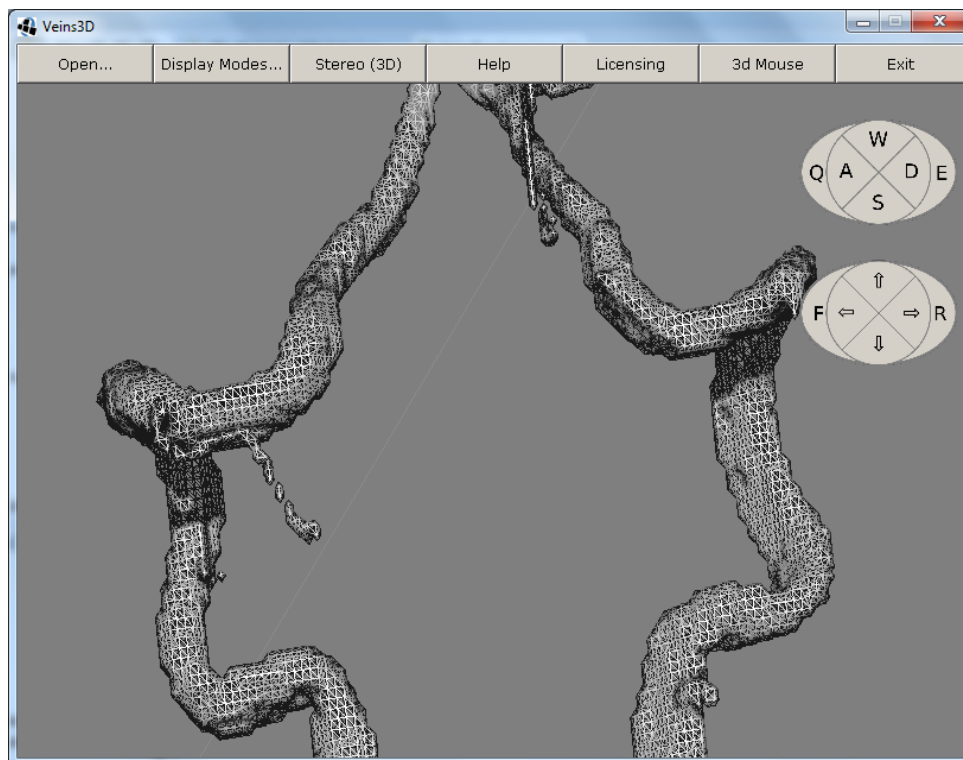 Veins3D
Open... Display Modes... Stereo (3D) Help Licensing 3d Mouse Exit
W
Q A D E
S
⇧
F ⇦ ⇨ R
⇩